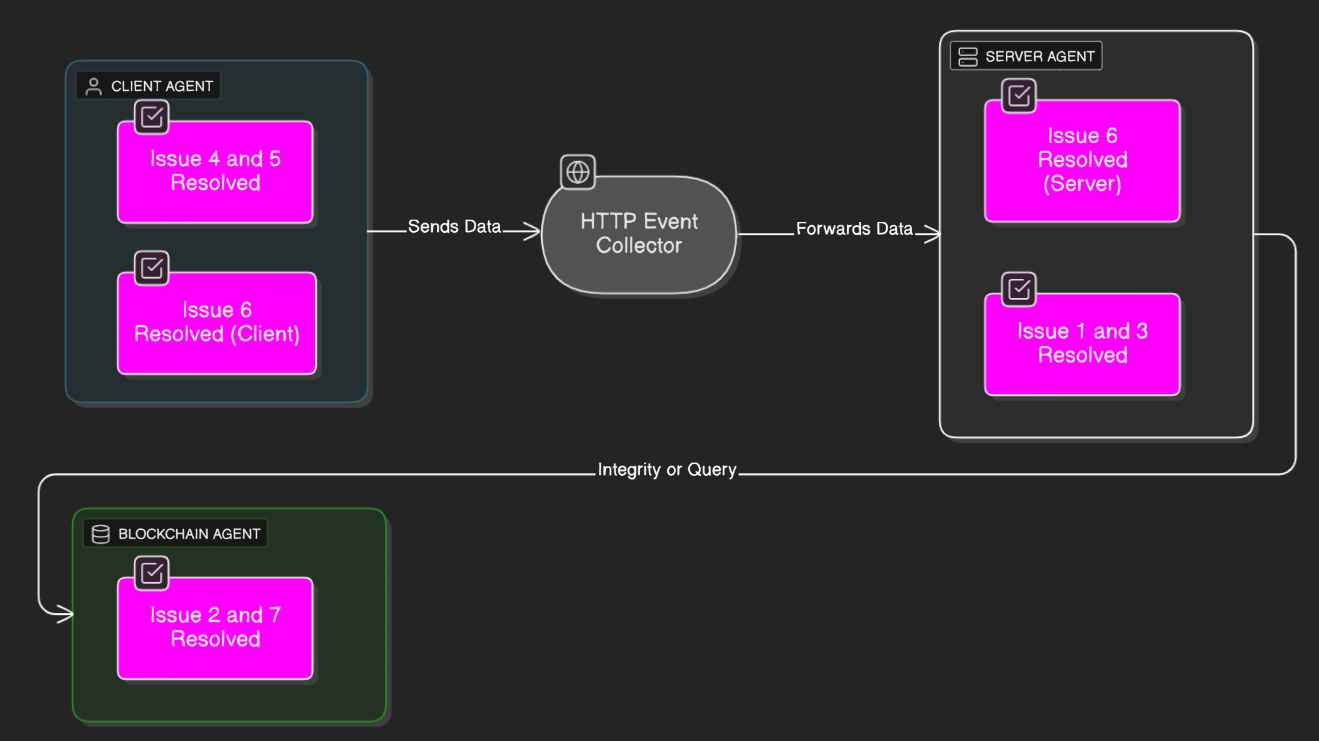 CLIENT AGENT
Issue 4 and 5
Resolved
Issue 6
Resolved (Client)
Sends Data
HTTP Event
Collector
Forwards Data
SERVER AGENT
Issue 6
Resolved
(Server)
Issue 1 and 3
Resolved
Integrity or Query
BLOCKCHAIN AGENT
Issue 2 and 7
Resolved